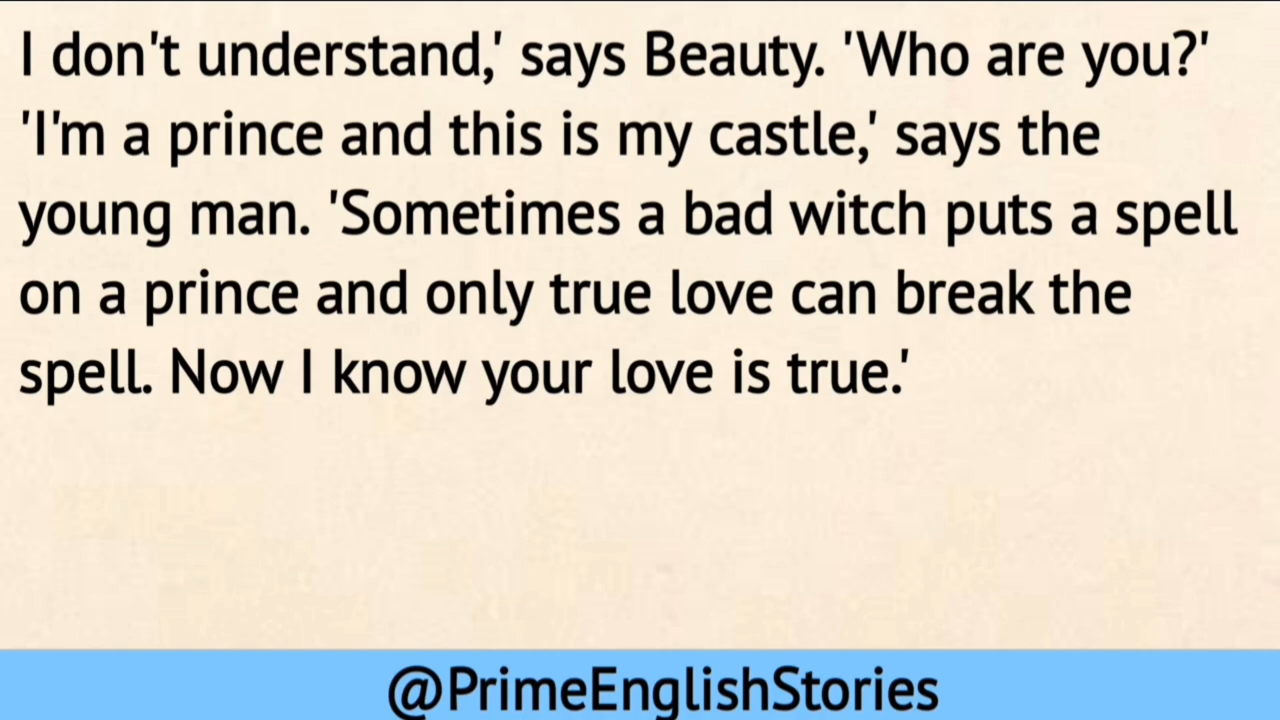 I don't understand,' says Beauty. 'Who are you?'
'I'm a prince and this is my castle,' says the
young man. 'Sometimes a bad witch puts a spell
on a prince and only true love can break the
spell. Now I know your love is true.'
@PrimeEnglishStories